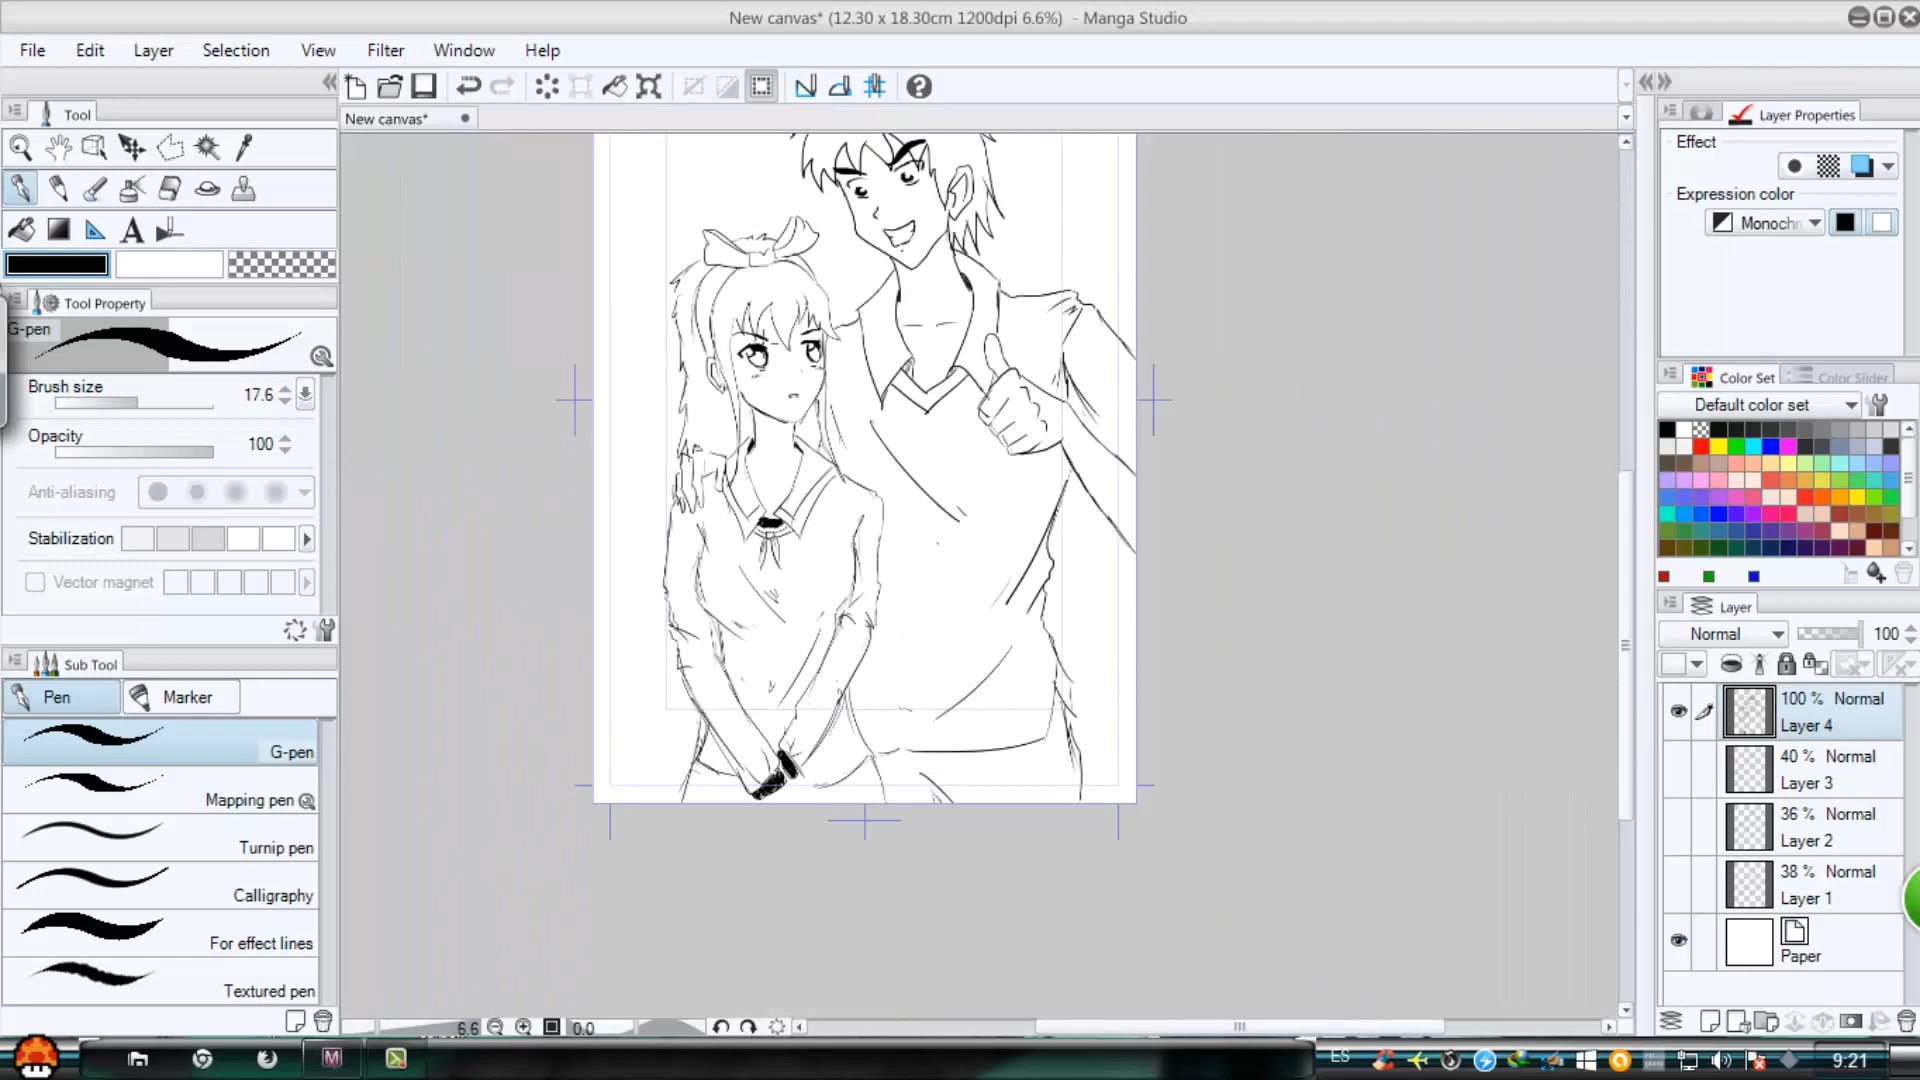 New canvas* (12.30 x 18.30cm 1200dpi 6.6%) - Manga Studio
File Edit Layer Selection View Filter Window Help
New canvas*
Tool
A
Tool Property
G-pen
Brush size 17.6
Opacity 100
Anti-aliasing
Stabilization
Vector magnet
Sub Tool
Pen Marker
G-pen
Mapping pen
Turnip pen
Calligraphy
For effect lines
Textured pen
6.6 0.0
Layer Properties
Effect
Expression color
Monochr
Color Set Color Slider
Default color set
Layer
Normal 100
100 % Normal
Layer 4
40 % Normal
Layer 3
36 % Normal
Layer 2
38 % Normal
Layer 1
Paper
ES 9:21